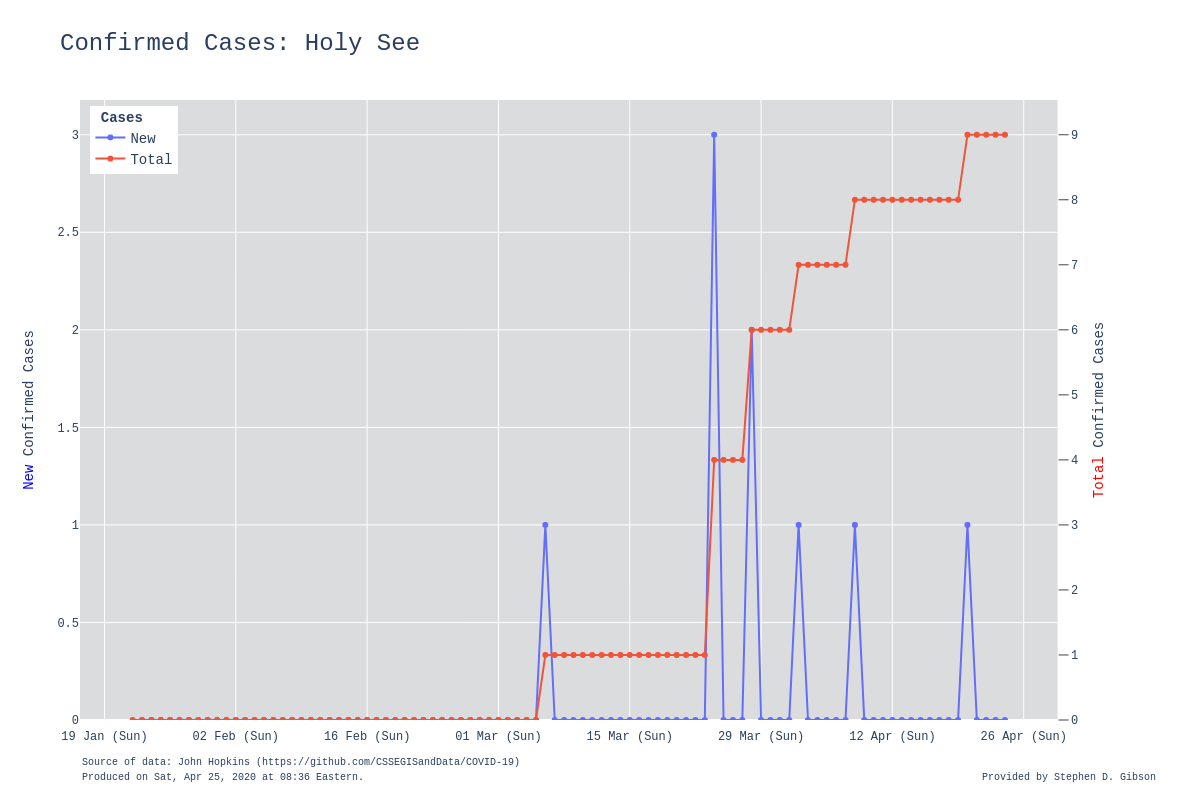 Confirmed Cases: Holy See
Cases
New
Total
3
2.5
2
1.5
1
0.5
0
New Confirmed Cases
9
8
7
6
5
4
3
2
1
0
Total Confirmed Cases
19 Jan (Sun) 02 Feb (Sun) 16 Feb (Sun) 01 Mar (Sun) 15 Mar (Sun) 29 Mar (Sun) 12 Apr (Sun) 26 Apr (Sun)
Source of data: John Hopkins (https://github.com/CSSEGISandData/COVID-19)
Produced on Sat, Apr 25, 2020 at 08:36 Eastern.
Provided by Stephen D. Gibson